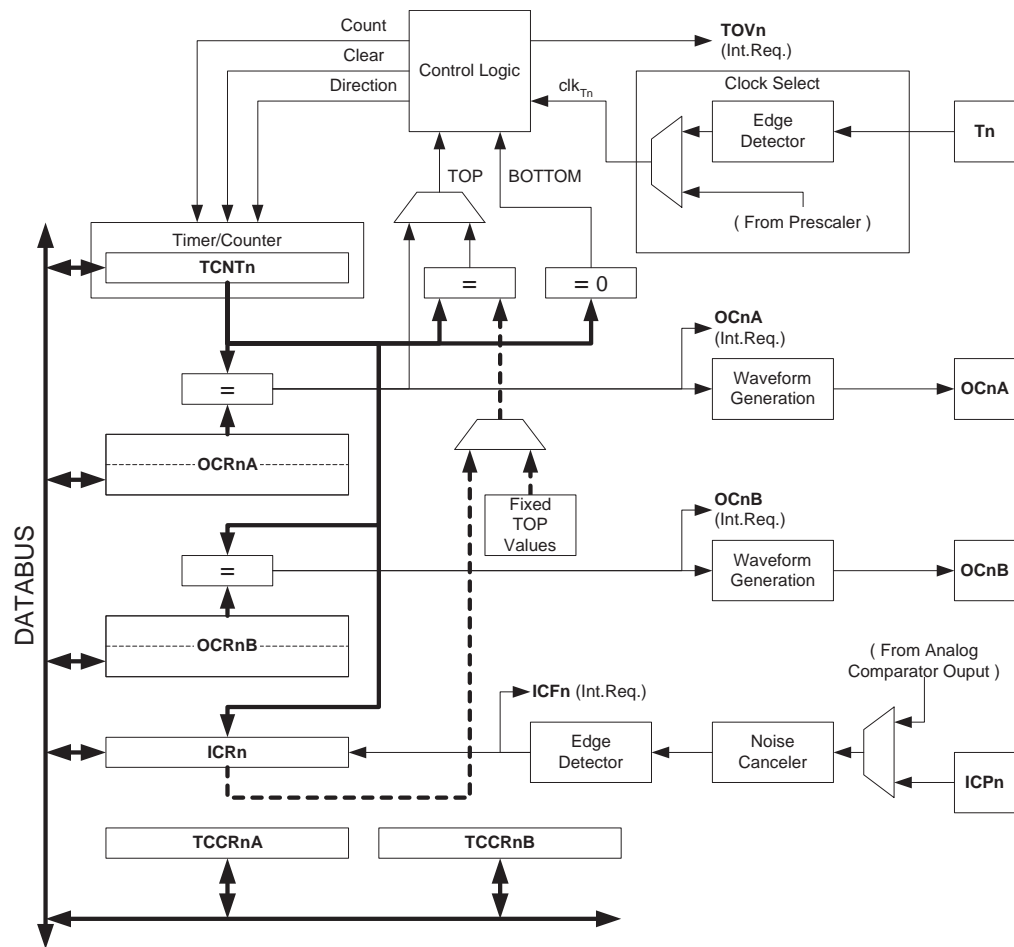 Count
Clear
Direction
Control Logic
TOVn
(Int.Req.)
clkTn
Clock Select
Edge
Detector
Tn
( From Prescaler )
TOP
BOTTOM
Timer/Counter
TCNTn
=
= 0
OCnA
(Int.Req.)
=
Waveform
Generation
OCnA
OCRnA
Fixed
TOP
Values
OCnB
(Int.Req.)
=
Waveform
Generation
OCnB
OCRnB
DATABUS
( From Analog
Comparator Ouput )
ICFn (Int.Req.)
ICRn
Edge
Detector
Noise
Canceler
ICPn
TCCRnA
TCCRnB